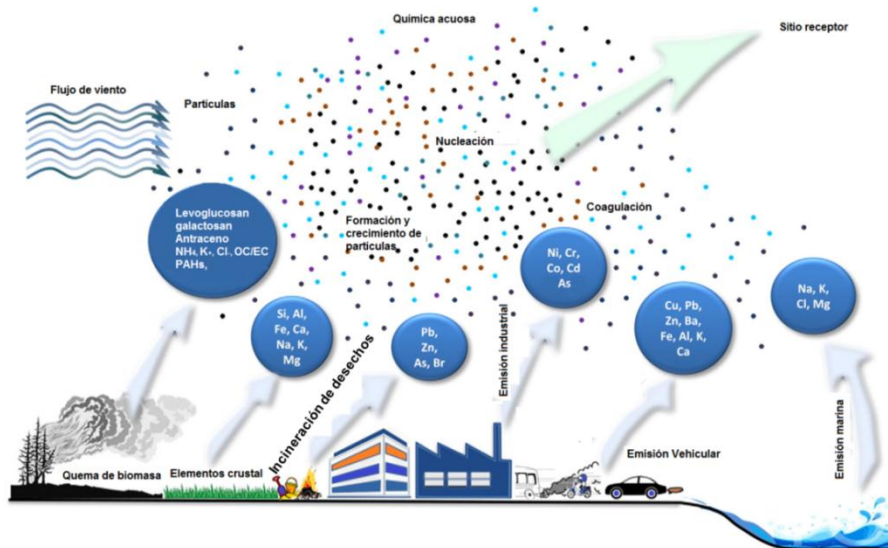 Química acuosa
Sitio receptor
Flujo de viento
Partículas
Nucleación
Levoglucosan
galactosan
Antraceno
NH₄, K+, Cl-, OC/EC
PAHs,
Formación y
crecimiento de
partículas
Coagulación
Ni, Cr,
Co, Cd
As
Na, K,
Cl, Mg
Si, Al,
Fe, Ca,
Na, K,
Mg
Pb,
Zn,
As, Br
Cu, Pb,
Zn, Ba,
Fe, Al, K,
Ca
Incineración de desechos
Emisión industrial
Emisión marina
Quema de biomasa
Elementos crustal
Emisión Vehicular